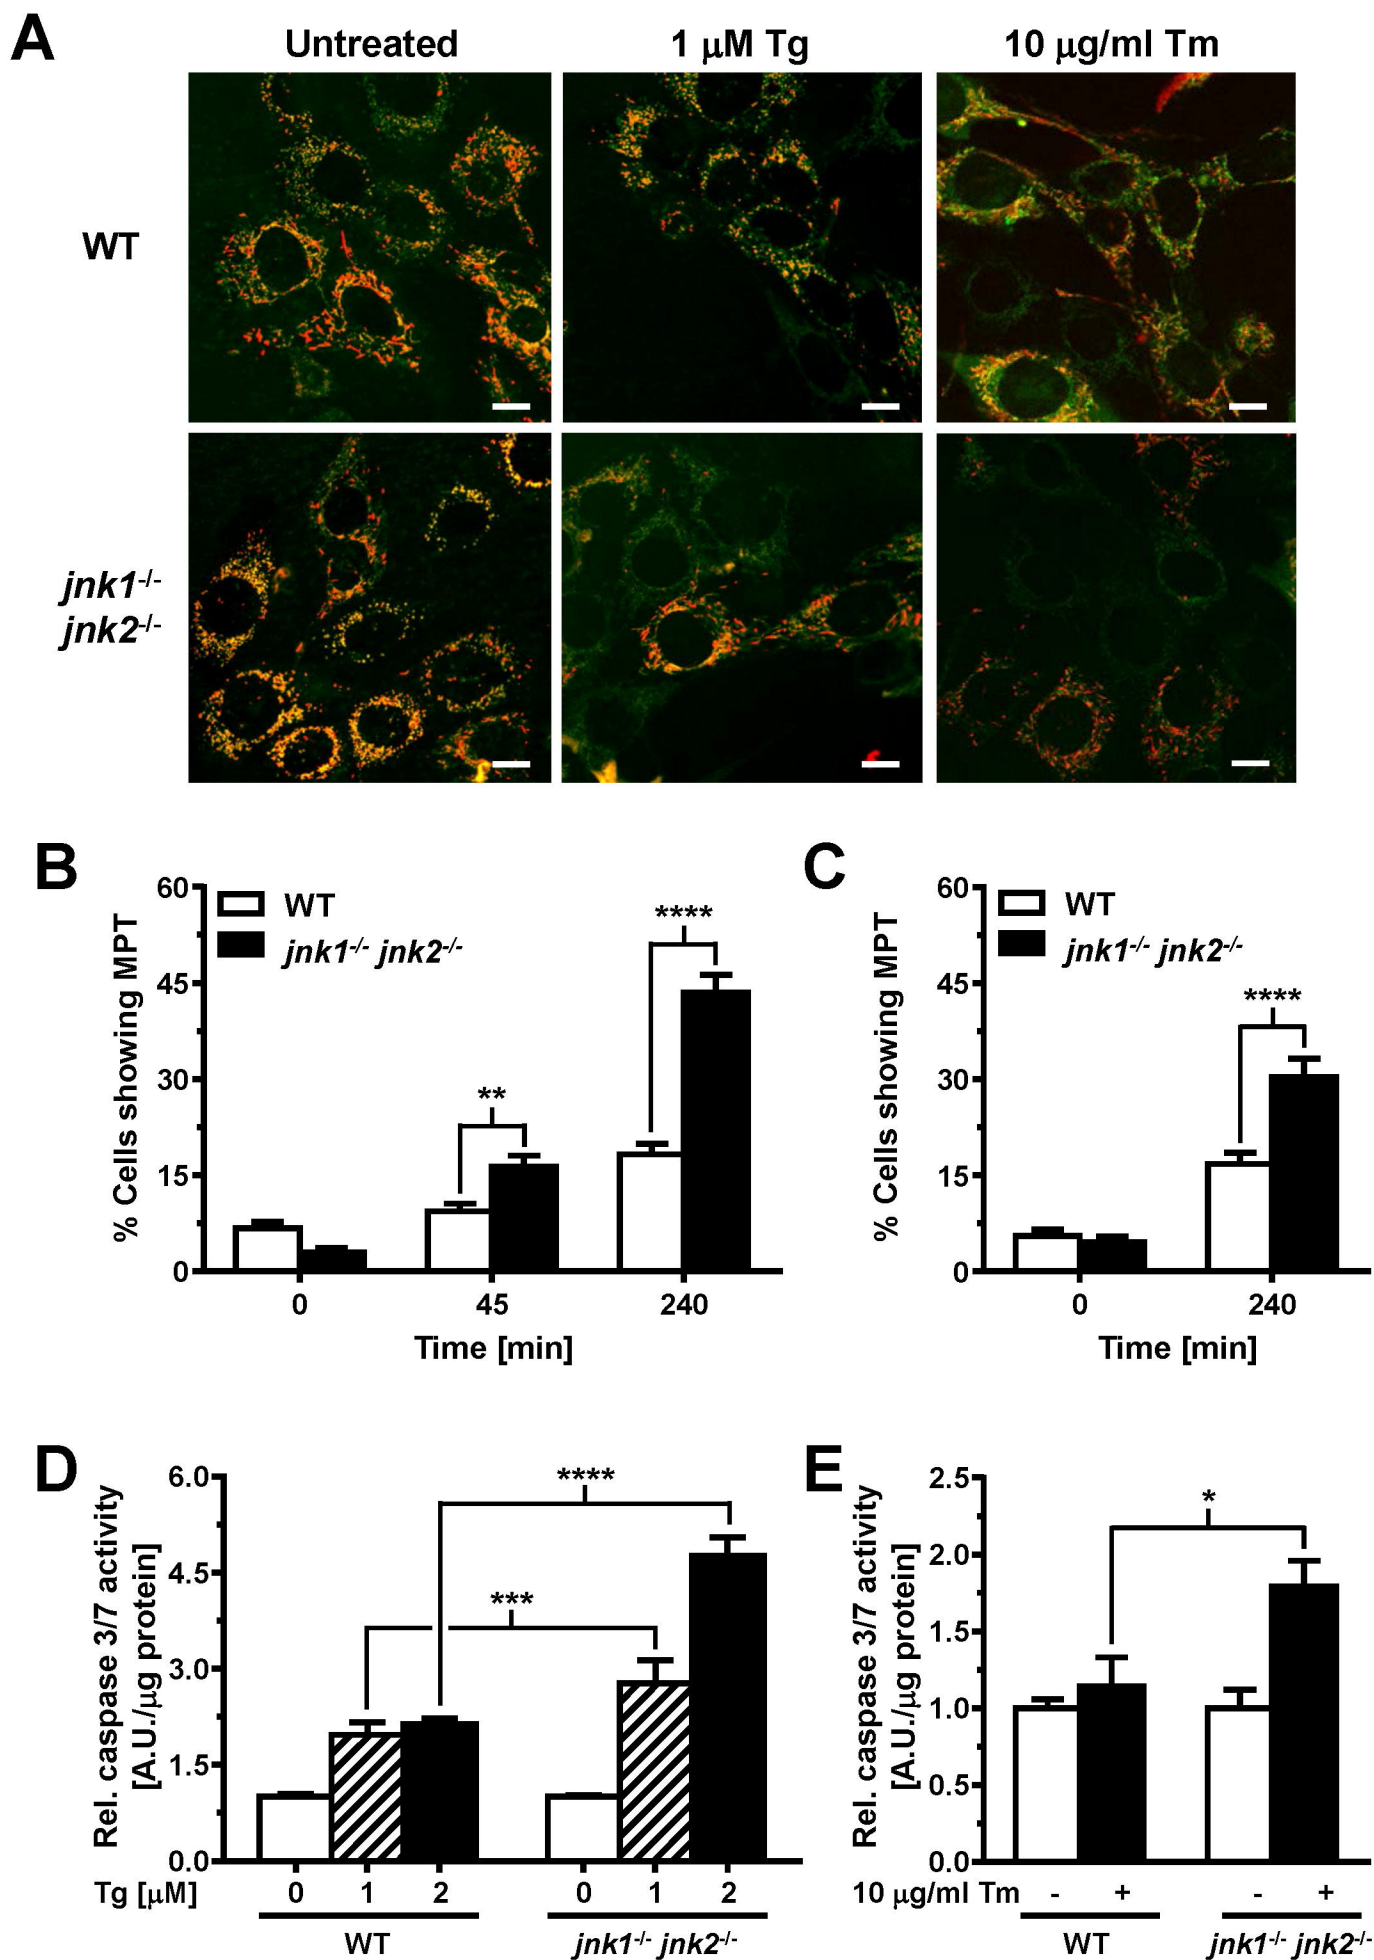 A
Untreated 1 μM Tg 10 μg/ml Tm
WT
jnk1-/-
jnk2-/-
B
% Cells showing MPT
60
45
30
15
0
WT
jnk1-/- jnk2-/-
**
****
0 45 240
Time [min]
C
% Cells showing MPT
60
45
30
15
0
WT
jnk1-/- jnk2-/-
****
0 240
Time [min]
D
Rel. caspase 3/7 activity
[A.U./μg protein]
6.0
4.5
3.0
1.5
0.0
****
***
Tg [μM] 0 1 2 0 1 2
WT jnk1-/- jnk2-/-
E
Rel. caspase 3/7 activity
[A.U./μg protein]
2.5
2.0
1.5
1.0
0.5
0.0
*
10 μg/ml Tm - + - +
WT jnk1-/- jnk2-/-